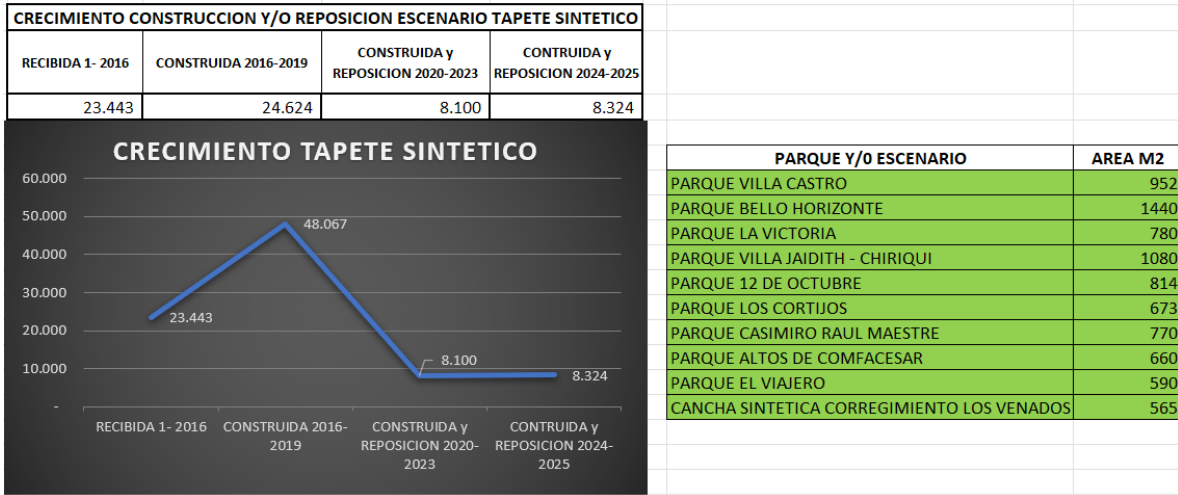 CRECIMIENTO CONSTRUCCION Y/O REPOSICION ESCENARIO TAPETE SINTETICO
RECIBIDA 1- 2016
CONSTRUIDA 2016-2019
CONSTRUIDA y
REPOSICION 2020-2023
CONTRUIDA y
REPOSICION 2024-2025
23.443
24.624
8.100
8.324
CRECIMIENTO TAPETE SINTETICO
60.000
50.000
40.000
30.000
20.000
10.000
-
48.067
23.443
8.100
8.324
RECIBIDA 1- 2016
CONSTRUIDA 2016-
2019
CONSTRUIDA y
REPOSICION 2020-
2023
CONTRUIDA y
REPOSICION 2024-
2025
PARQUE Y/0 ESCENARIO AREA M2
PARQUE VILLA CASTRO 952
PARQUE BELLO HORIZONTE 1440
PARQUE LA VICTORIA 780
PARQUE VILLA JAIDITH - CHIRIQUI 1080
PARQUE 12 DE OCTUBRE 814
PARQUE LOS CORTIJOS 673
PARQUE CASIMIRO RAUL MAESTRE 770
PARQUE ALTOS DE COMFACESAR 660
PARQUE EL VIAJERO 590
CANCHA SINTETICA CORREGIMIENTO LOS VENADOS 565